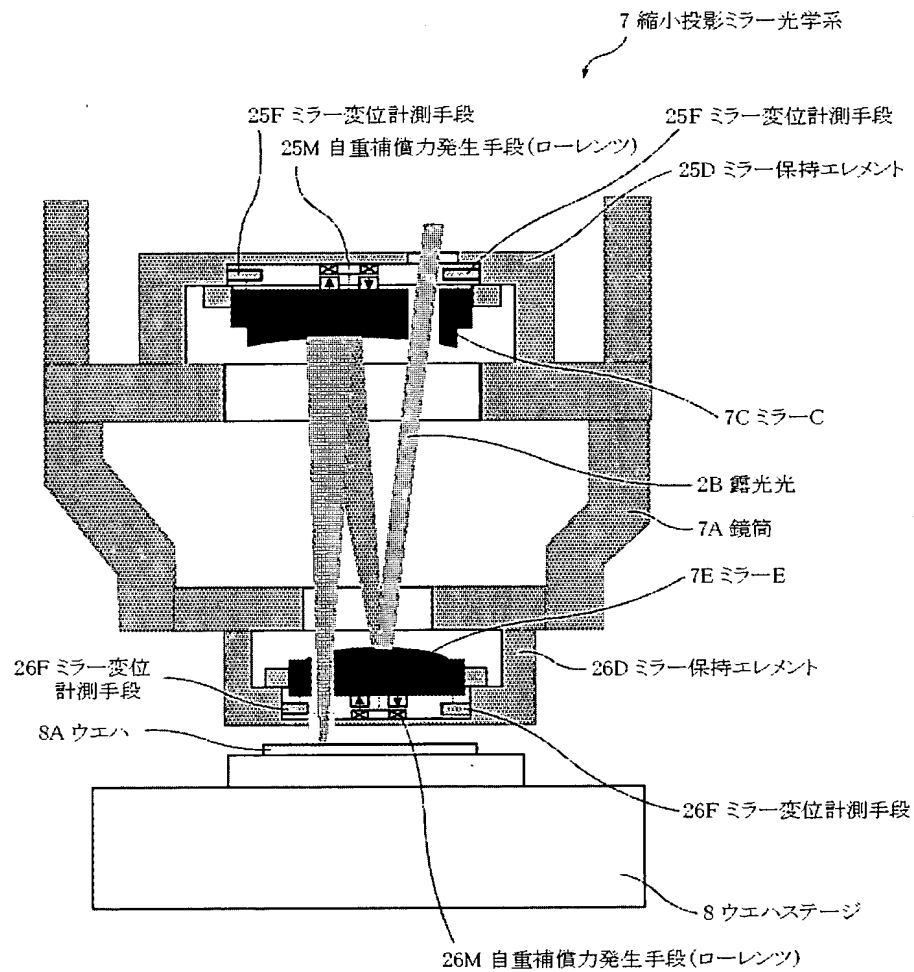 7 縮小投影ミラー光学系
25F ミラー変位計測手段
25M 自重補償力発生手段(ローレンツ)
25F ミラー変位計測手段
25D ミラー保持エレメント
7C ミラーC
2B 露光光
7A 鏡筒
7E ミラーE
26F ミラー変位
計測手段
26D ミラー保持エレメント
8A ウエハ
26F ミラー変位計測手段
8 ウエハステージ
26M 自重補償力発生手段(ローレンツ)